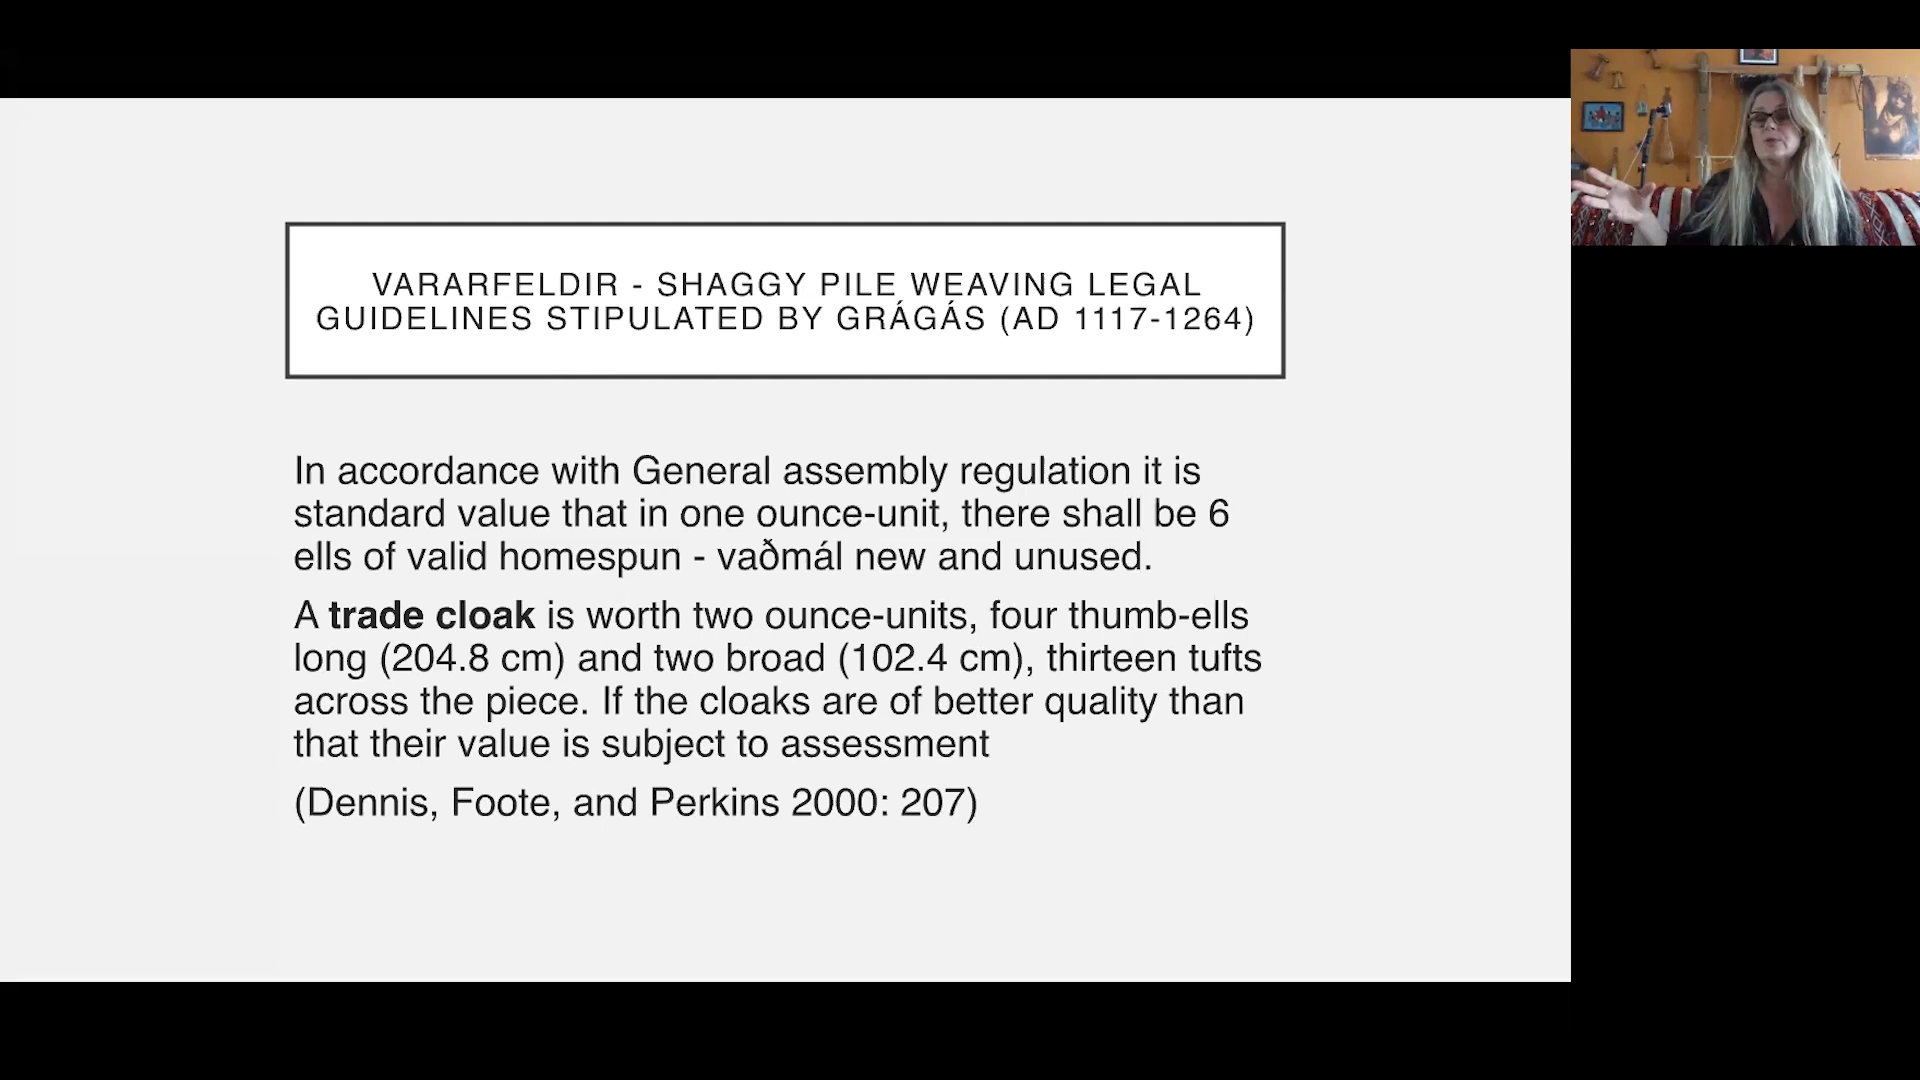 VARARFELDIR - SHAGGY PILE WEAVING LEGAL
GUIDELINES STIPULATED BY GRÁGÁS (AD 1117-1264)
In accordance with General assembly regulation it is
standard value that in one ounce-unit, there shall be 6
ells of valid homespun - vaðmál new and unused.
A trade cloak is worth two ounce-units, four thumb-ells
long (204.8 cm) and two broad (102.4 cm), thirteen tufts
across the piece. If the cloaks are of better quality than
that their value is subject to assessment
(Dennis, Foote, and Perkins 2000: 207)